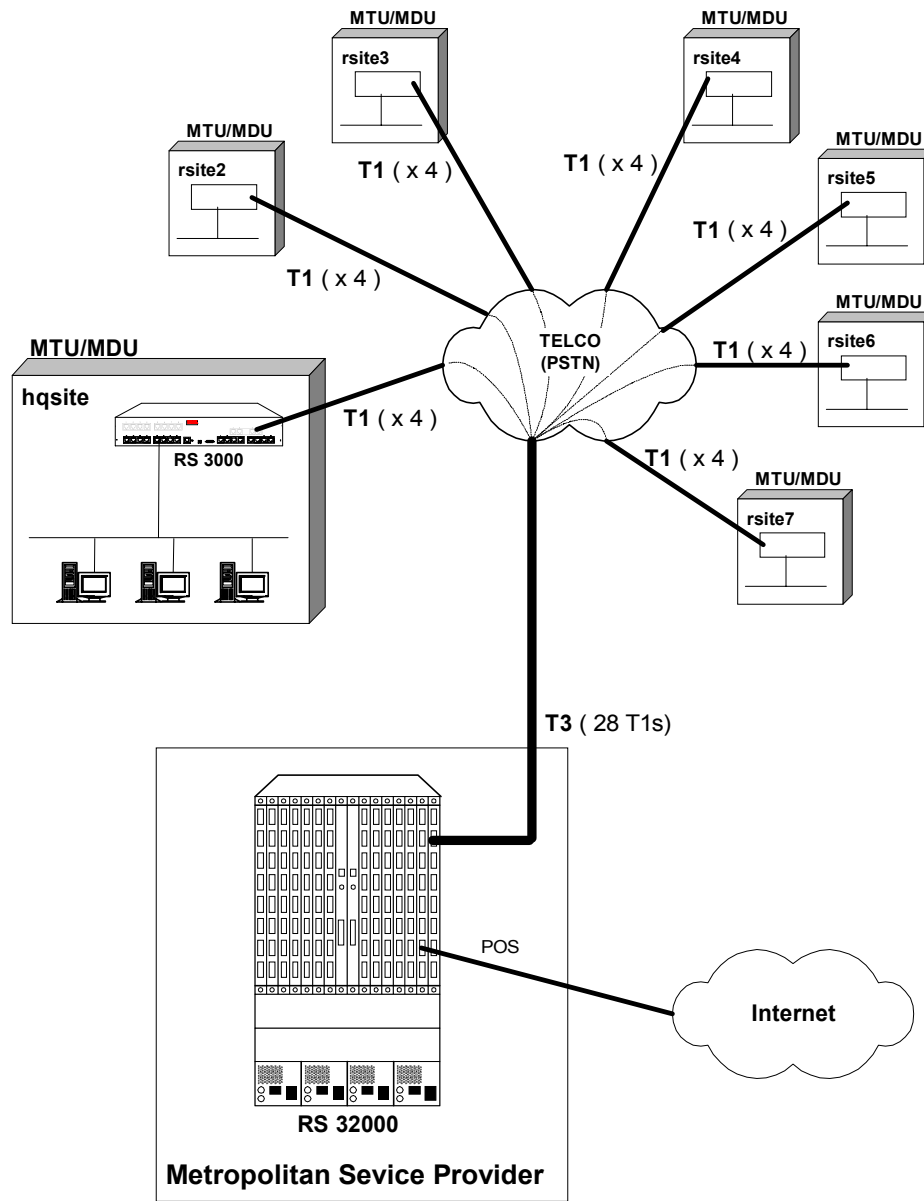 MTU/MDU
rsite3
MTU/MDU
rsite4
MTU/MDU
rsite2
MTU/MDU
rsite5
T1 ( x 4 )
T1 ( x 4 )
T1 ( x 4 )
T1 ( x 4 )
MTU/MDU
rsite6
TELCO
(PSTN)
T1 ( x 4 )
MTU/MDU
hqsite
RS 3000
T1 ( x 4 )
T1 ( x 4 )
MTU/MDU
rsite7
T3 ( 28 T1s)
POS
Internet
RS 32000
Metropolitan Sevice Provider